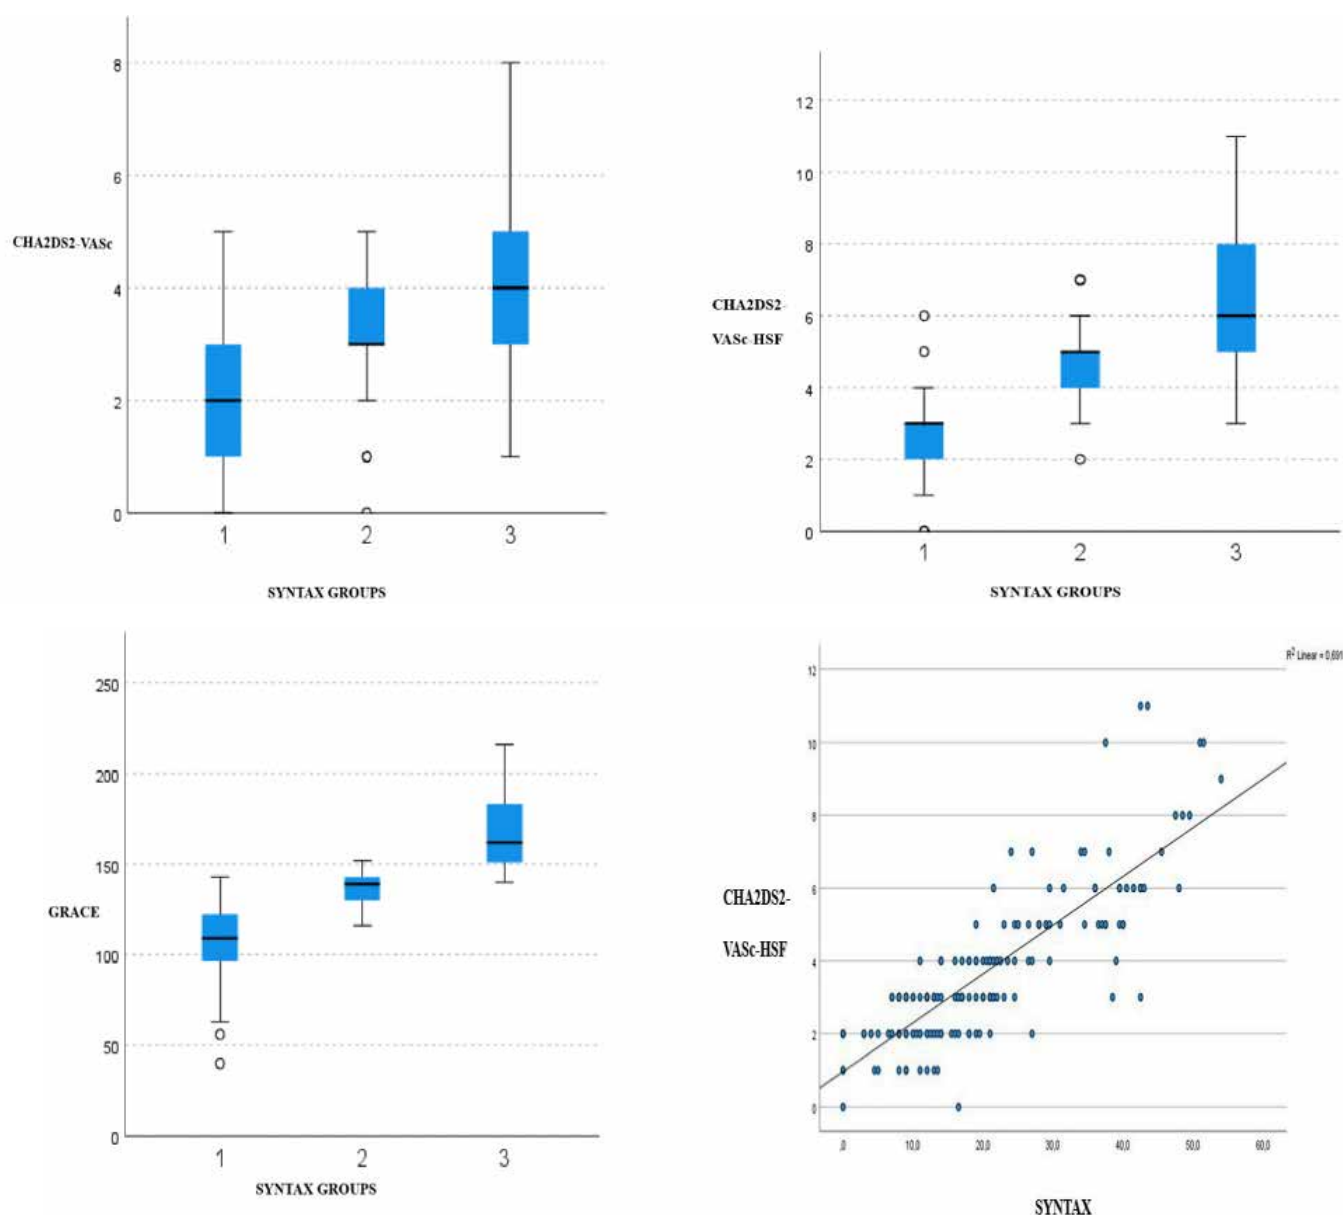 8
6
CHA2DS2-VASc
4
2
0
1 2 3
SYNTAX GROUPS
12
10
8
CHA2DS2-
6
VASc-HSF
4
2
0
1 2 3
SYNTAX GROUPS
250
200
150
GRACE
100
50
0
1 2 3
SYNTAX GROUPS
R² Linear = 0,691
12
10
8
CHA2DS2-
6
VASc-HSF
4
2
0
,0 10,0 20,0 30,0 40,0 50,0 60,0
SYNTAX